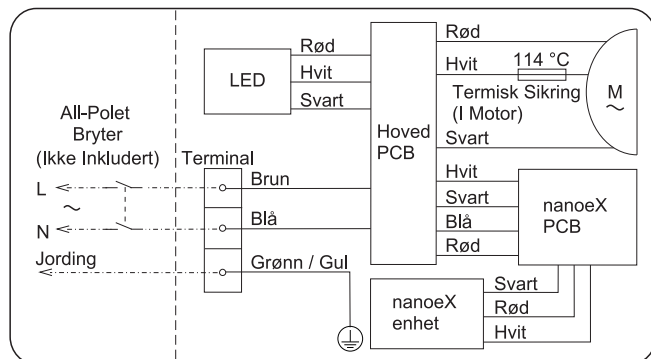 All-Polet
Bryter
(Ikke Inkludert)
L
~
N
Jording
Terminal
LED
Rød
Hvit
Svart
Brun
Blå
Grønn / Gul
Hoved
PCB
Rød
Hvit
114 °C
Termisk Sikring
(I Motor)
Svart
M
~
Hvit
Svart
Blå
Rød
nanoeX
PCB
nanoeX
enhet
Svart
Rød
Hvit